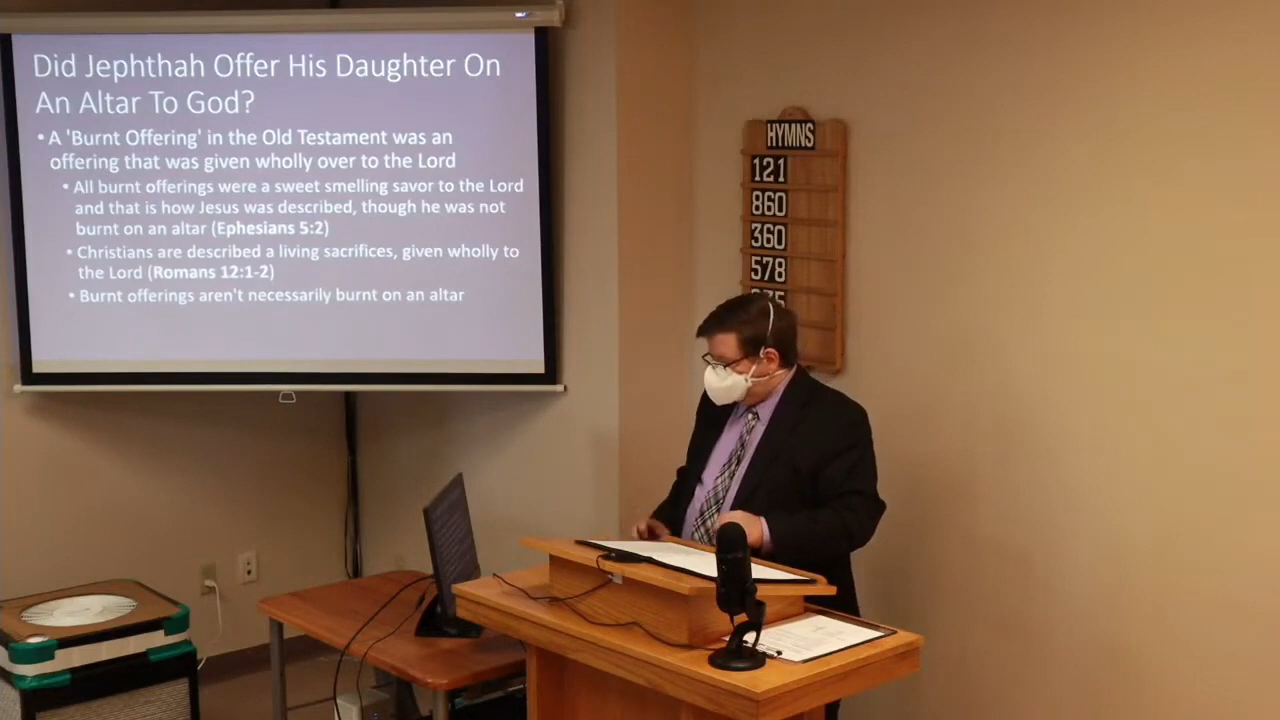 Did Jephthah Offer His Daughter On
An Altar To God?
• A 'Burnt Offering' in the Old Testament was an
offering that was given wholly over to the Lord
• All burnt offerings were a sweet smelling savor to the Lord
and that is how Jesus was described, though he was not
burnt on an altar (Ephesians 5:2)
• Christians are described a living sacrifices, given wholly to
the Lord (Romans 12:1-2)
• Burnt offerings aren't necessarily burnt on an altar
HYMNS
121
860
360
578